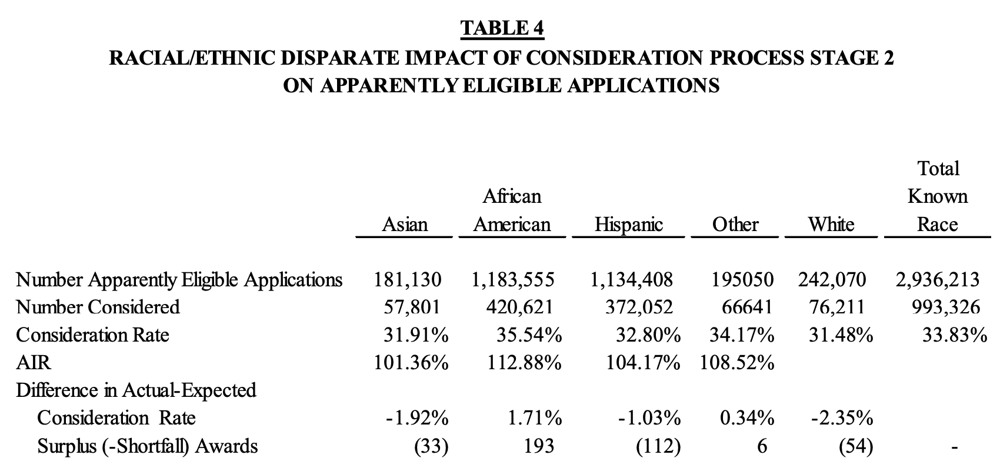 TABLE 4
RACIAL/ETHNIC DISPARATE IMPACT OF CONSIDERATION PROCESS STAGE 2
ON APPARENTLY ELIGIBLE APPLICATIONS
Total
African Known
Asian American Hispanic Other White Race
Number Apparently Eligible Applications 181,130 1,183,555 1,134,408 195050 242,070 2,936,213
Number Considered 57,801 420,621 372,052 66641 76,211 993,326
Consideration Rate 31.91% 35.54% 32.80% 34.17% 31.48% 33.83%
AIR 101.36% 112.88% 104.17% 108.52%
Difference in Actual-Expected
Consideration Rate -1.92% 1.71% -1.03% 0.34% -2.35%
Surplus (-Shortfall) Awards (33) 193 (112) 6 (54) -